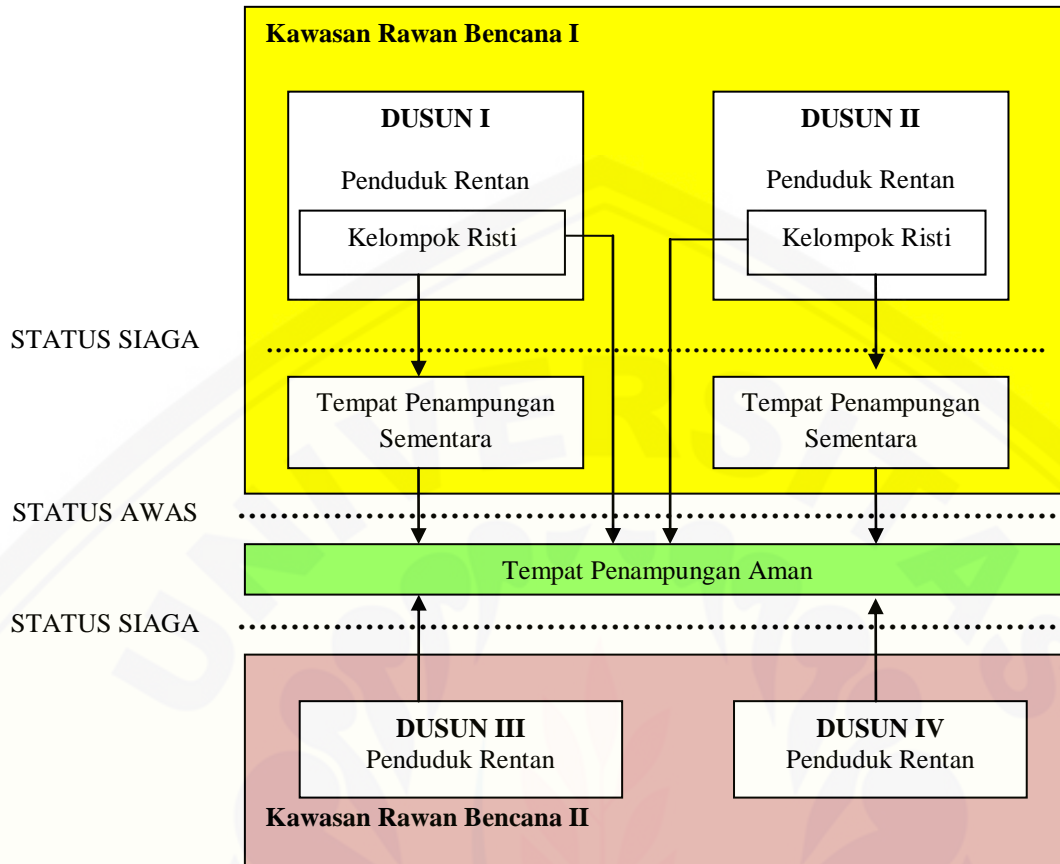 Kawasan Rawan Bencana I
DUSUN I
Penduduk Rentan
Kelompok Risti
DUSUN II
Penduduk Rentan
Kelompok Risti
STATUS SIAGA
Tempat Penampungan
Sementara
Tempat Penampungan
Sementara
STATUS AWAS
Tempat Penampungan Aman
STATUS SIAGA
DUSUN III
Penduduk Rentan
DUSUN IV
Penduduk Rentan
Kawasan Rawan Bencana II
UNIVERSITAS